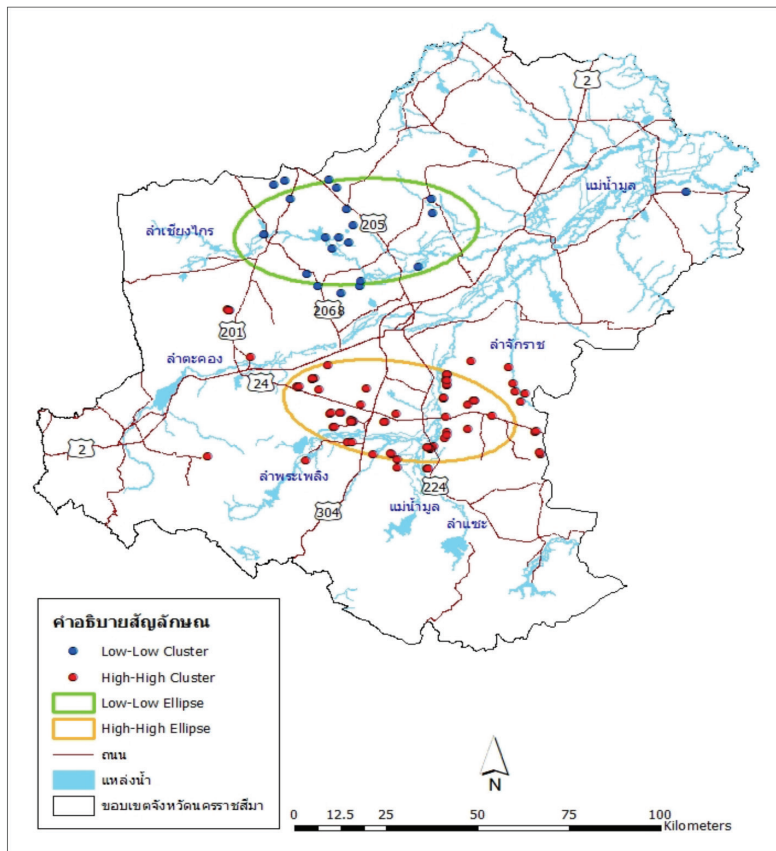 2
แม่น้ำมูล
ลำเชียงไกร
205
2068
201
ลำจักราช
ลำตะคอง
24
2
ลำพระเพลิง
224
แม่น้ำมูล
304
ลำแชะ
คำอธิบายสัญลักษณ์
Low-Low Cluster
High-High Cluster
Low-Low Ellipse
High-High Ellipse
ถนน
แหล่งน้ำ
ขอบเขตจังหวัดนครราชสีมา
N
0 12.5 25 50 75 100
Kilometers